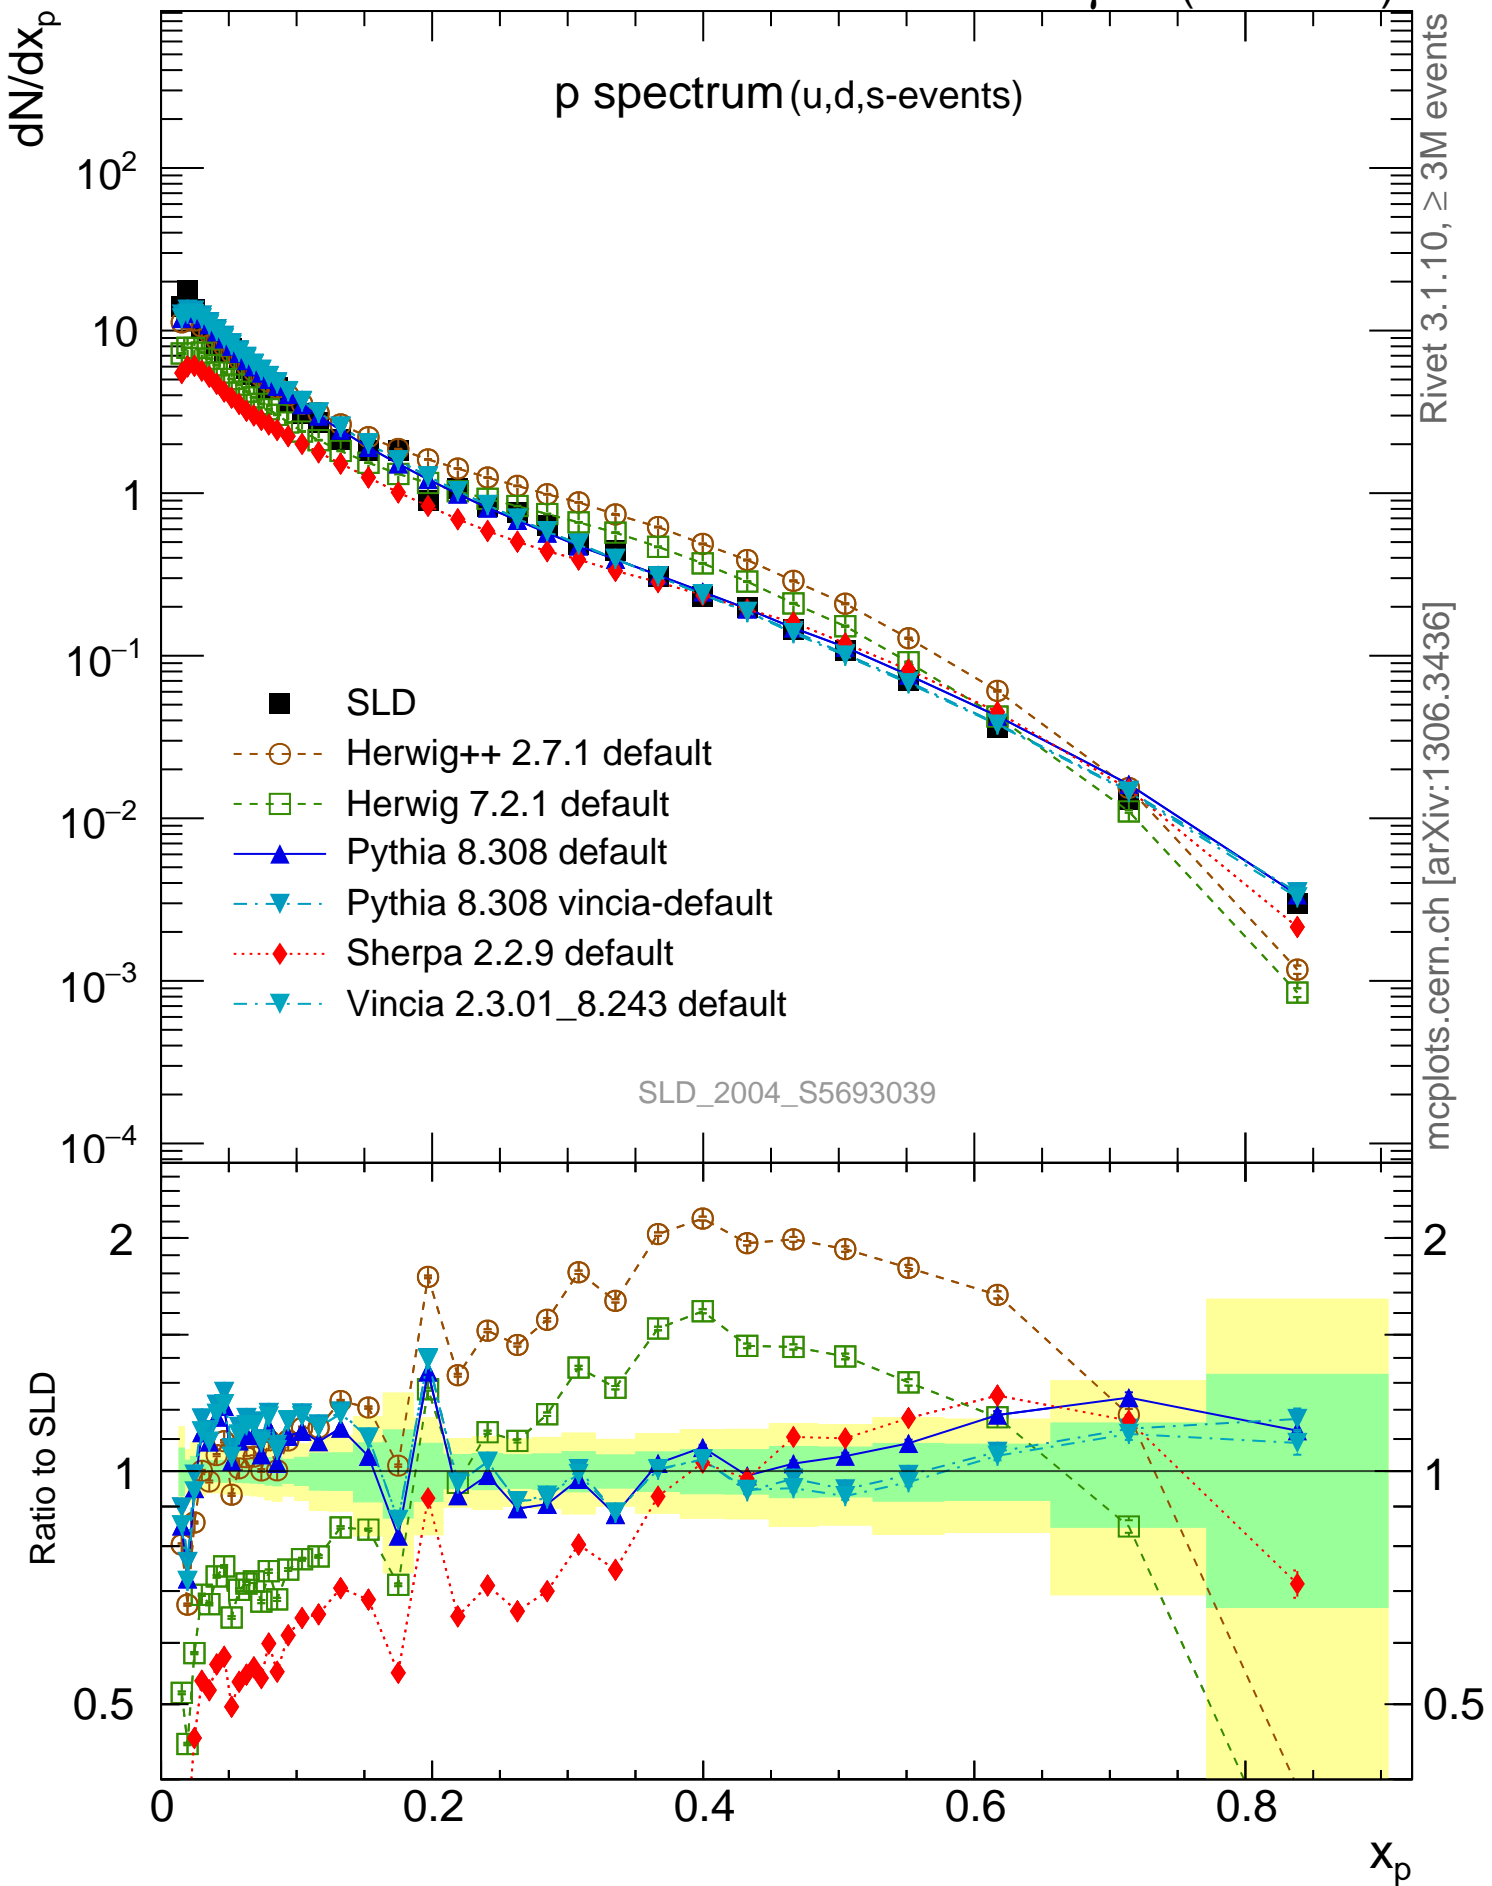 dN/dx_p
p spectrum (u,d,s-events)
10^2
10
1
10^−1
10^−2
10^−3
10^−4
SLD
Herwig++ 2.7.1 default
Herwig 7.2.1 default
Pythia 8.308 default
Pythia 8.308 vincia-default
Sherpa 2.2.9 default
Vincia 2.3.01_8.243 default
SLD_2004_S5693039
Rivet 3.1.10, ≥ 3M events
mcplots.cern.ch [arXiv:1306.3436]
Ratio to SLD
2
1
0.5
2
1
0.5
0
0.2
0.4
0.6
0.8
x_p